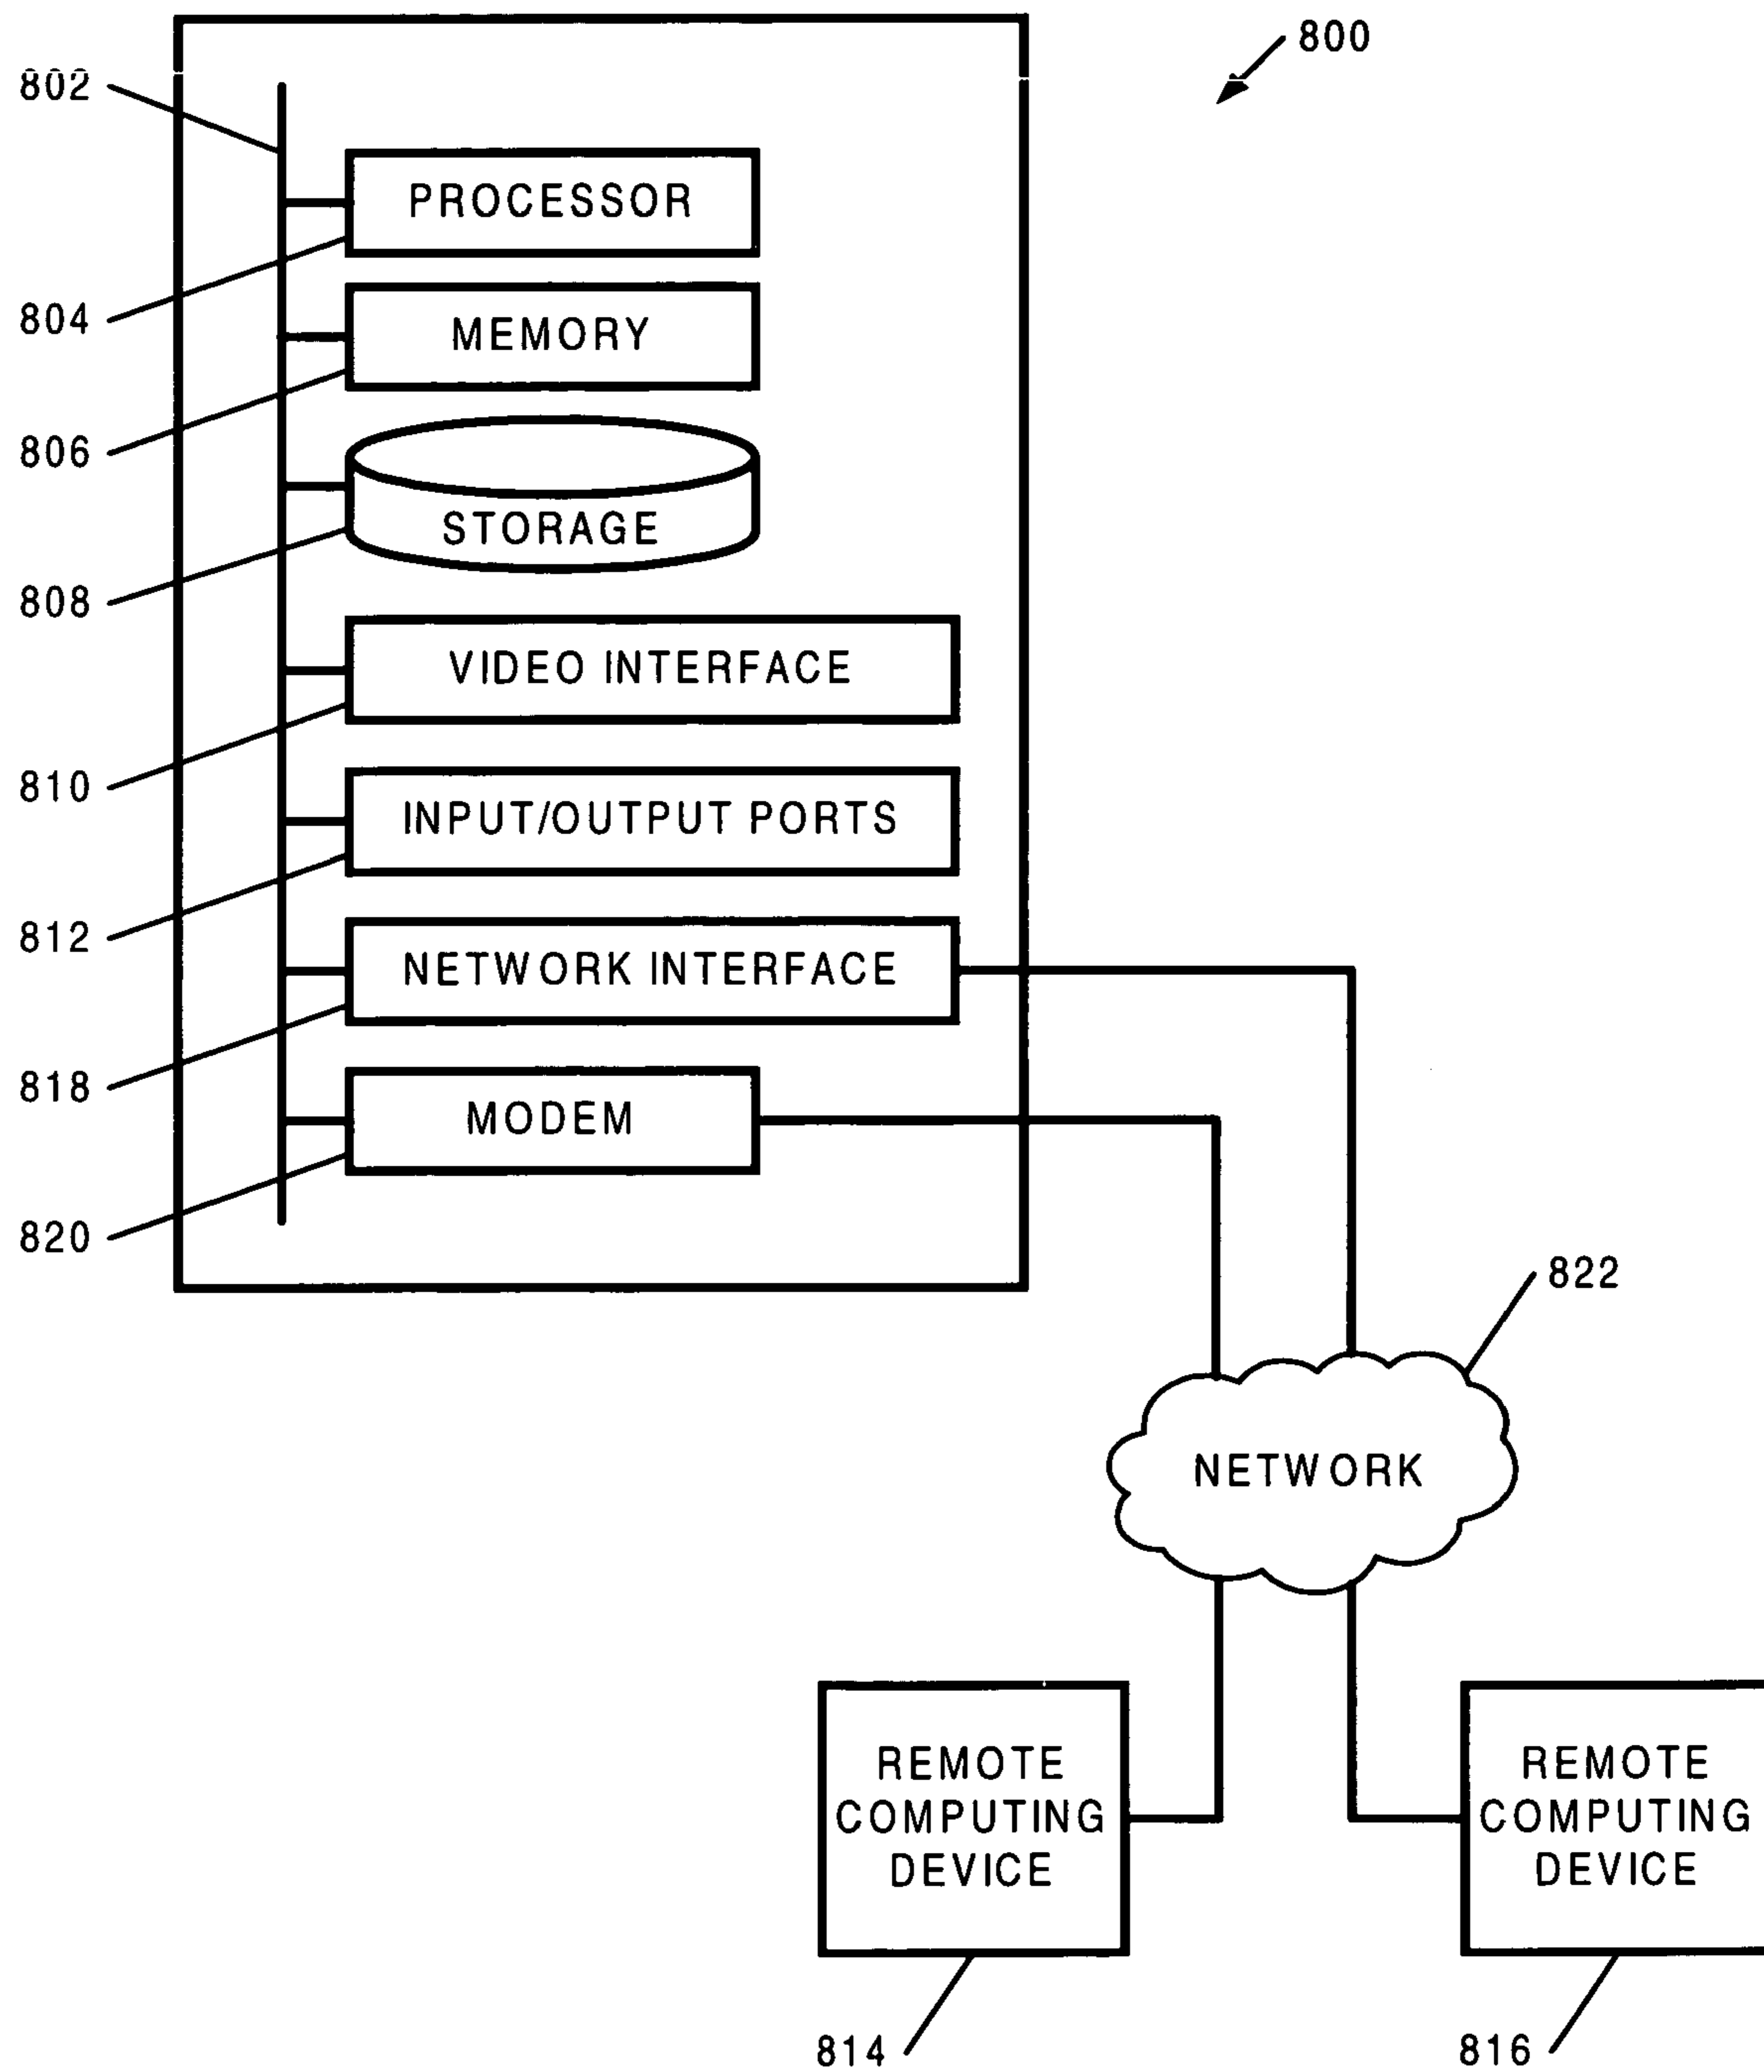 800
802
PROCESSOR
804
MEMORY
806
STORAGE
808
VIDEO INTERFACE
810
INPUT/OUTPUT PORTS
812
NETWORK INTERFACE
818
MODEM
820
822
NETWORK
REMOTE
COMPUTING
DEVICE
REMOTE
COMPUTING
DEVICE
814
816